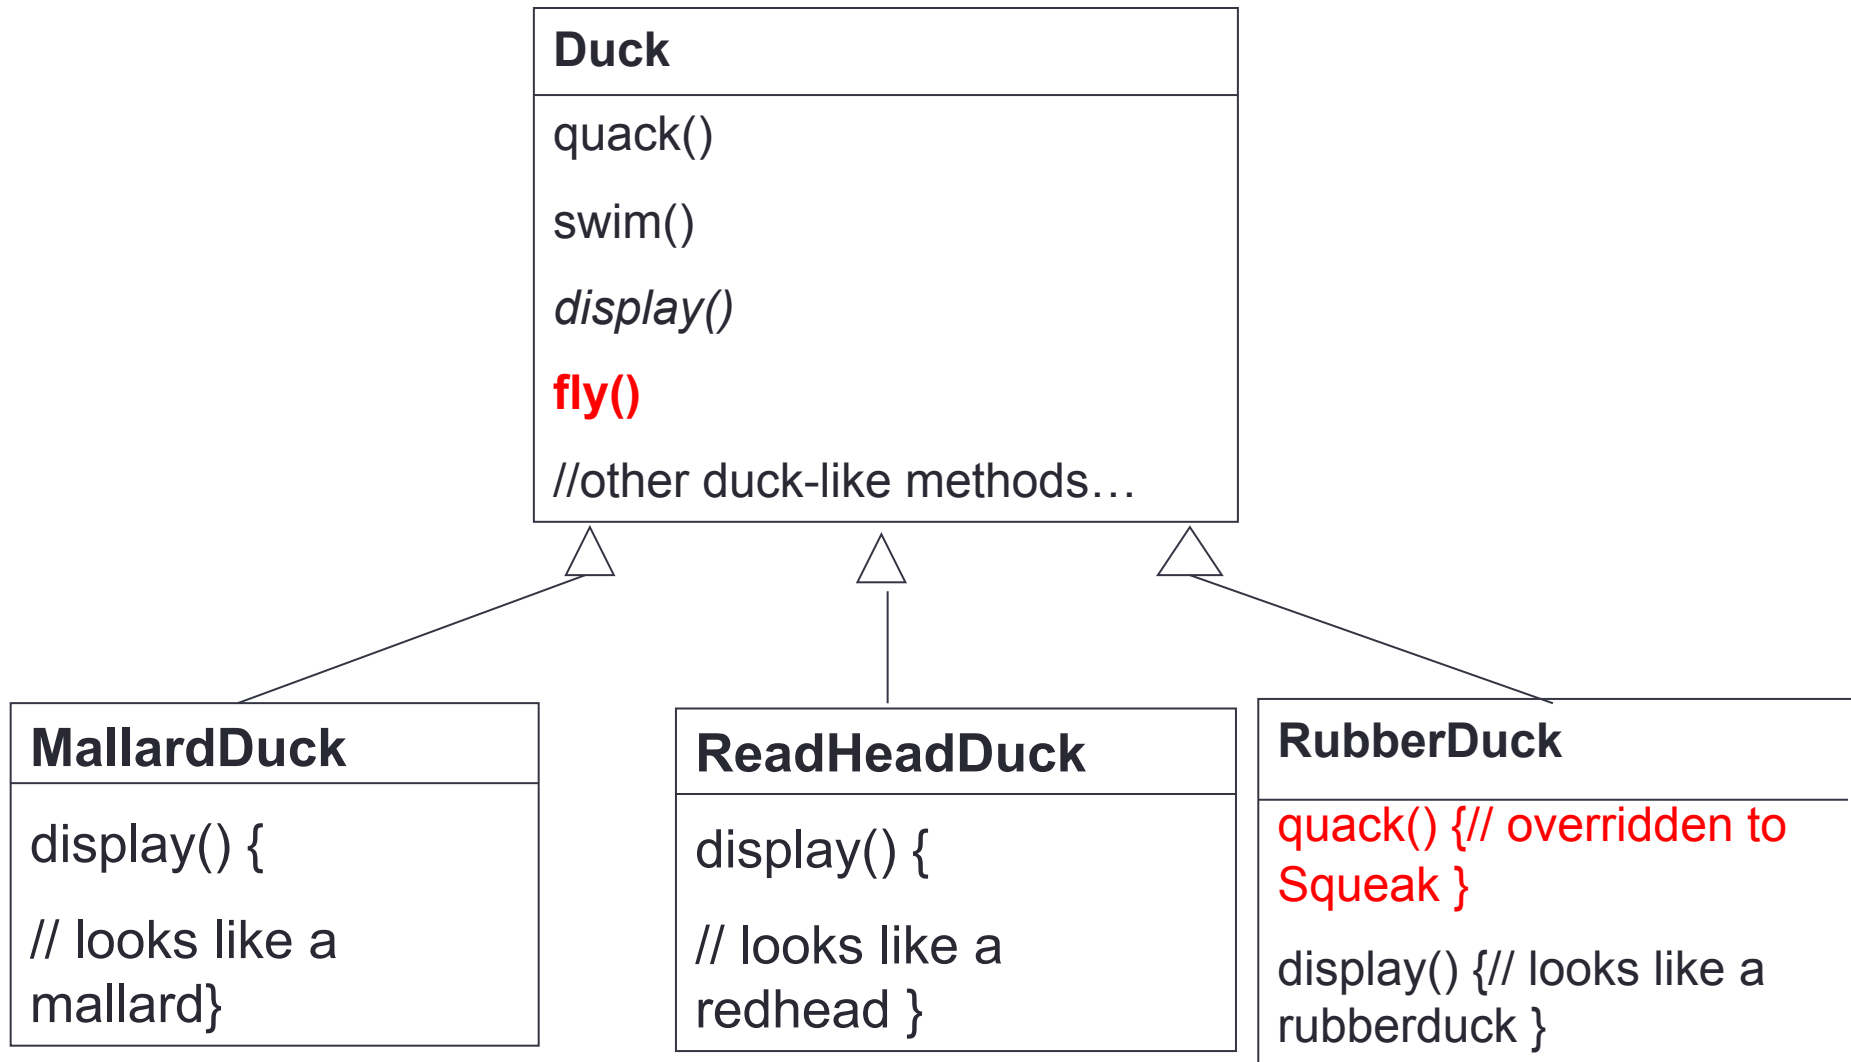 Duck
quack()
swim()
display()
fly()
//other duck-like methods…
MallardDuck
display() {
// looks like a
mallard}
ReadHeadDuck
display() {
// looks like a
redhead }
RubberDuck
quack() {// overridden to
Squeak }
display() {// looks like a
rubberduck }